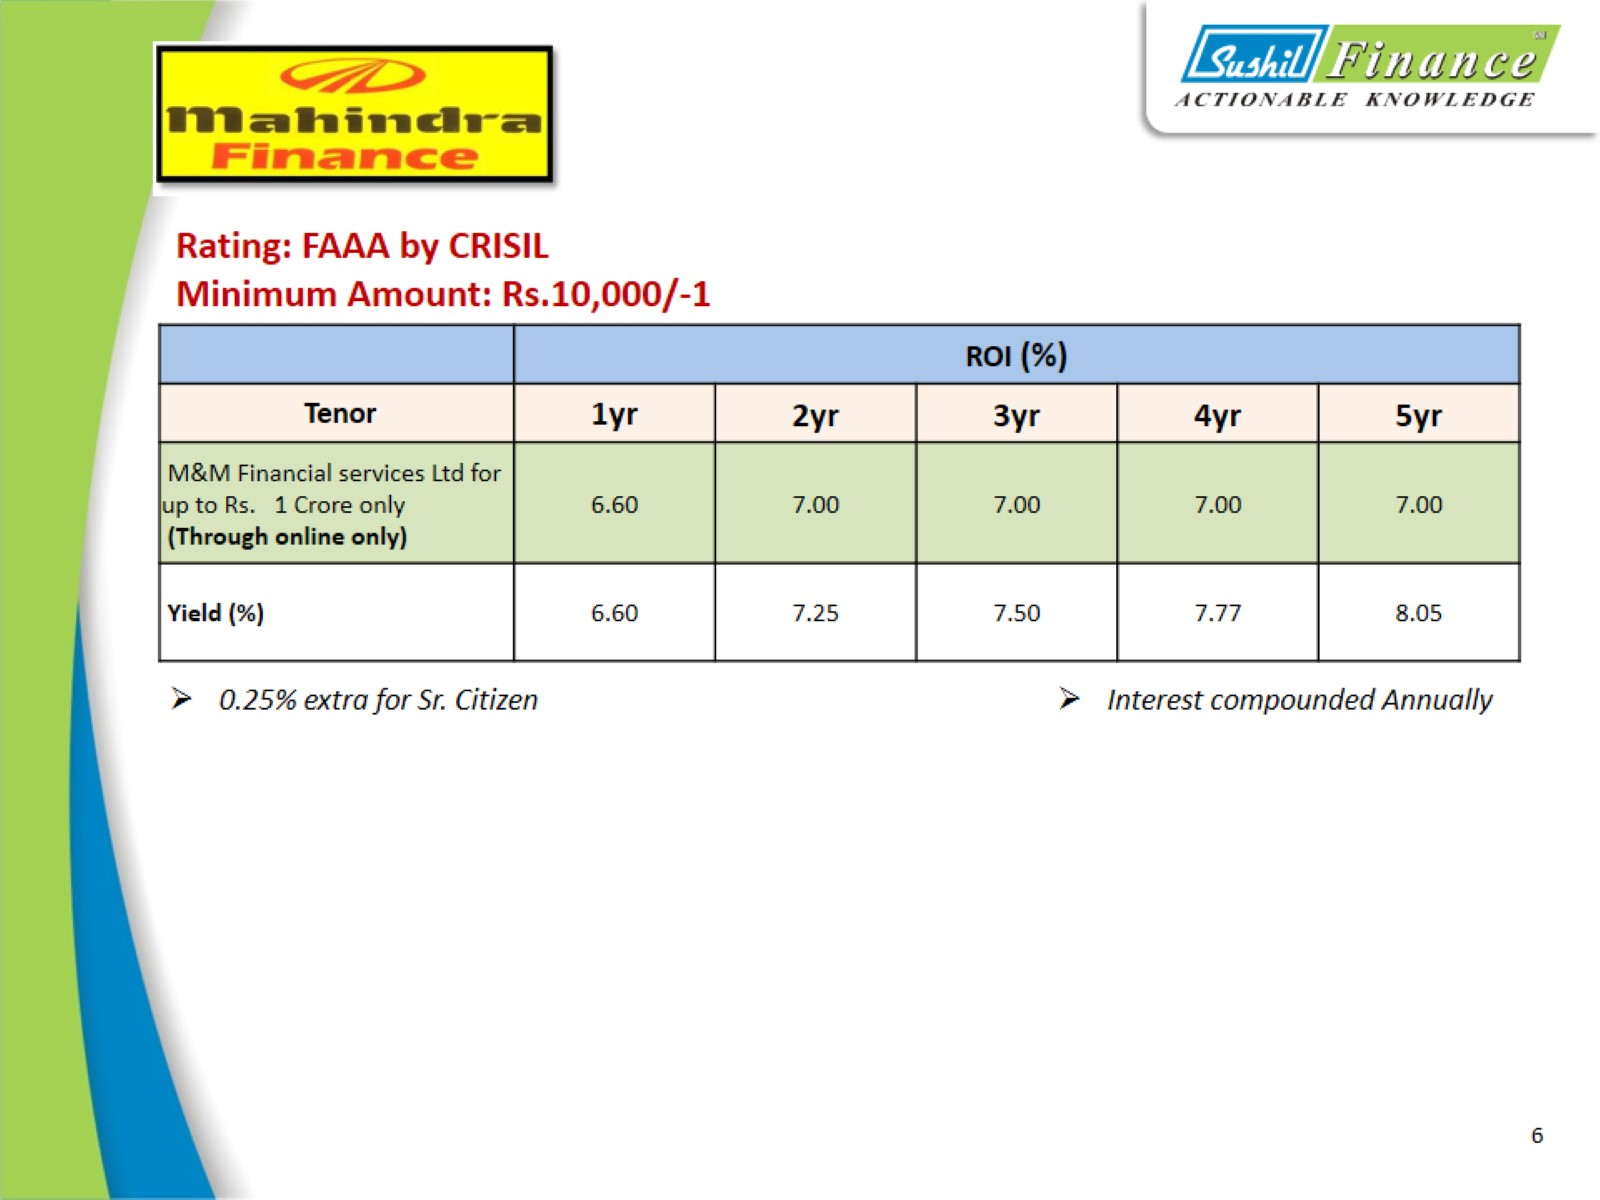 Sushil Finance SM
ACTIONABLE KNOWLEDGE
Mahindra
Finance
Rating: FAAA by CRISIL
Minimum Amount: Rs.10,000/-1
ROI (%)
Tenor 1yr 2yr 3yr 4yr 5yr
M&M Financial services Ltd for
up to Rs. 1 Crore only
(Through online only) 6.60 7.00 7.00 7.00 7.00
Yield (%) 6.60 7.25 7.50 7.77 8.05
➢ 0.25% extra for Sr. Citizen ➢ Interest compounded Annually
6